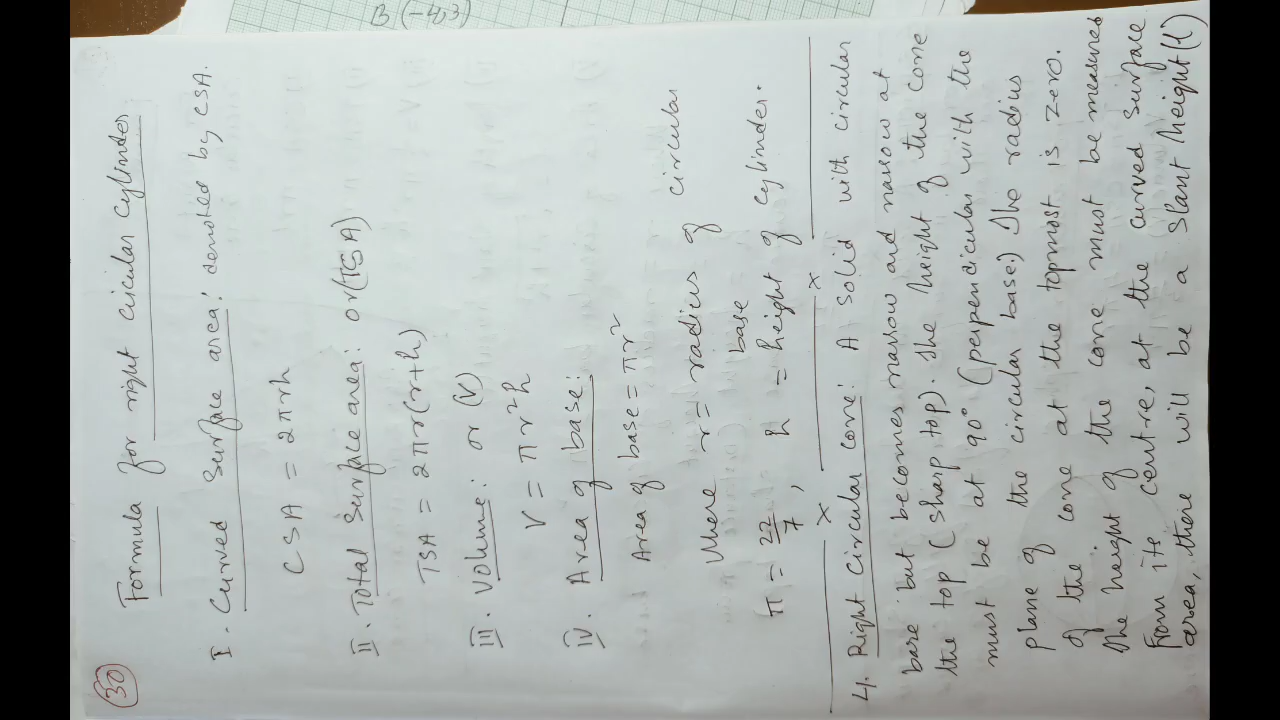 B (-4,3)
30
Formula for right cicular cylinder
I. Curved Surface area: denoted by CSA.
CSA = 2πrh
II. Total Surface area: or (TSA)
TSA = 2πr(r+h)
III. Volume: or (V)
V = πr²h
IV. Area of base:
Area of base = πr²
Where r = radius of circular
base
π = 22/7, h = height of cylinder.
x x
4. Right Circular cone: A solid with circular
base but becomes narrow and narrow at
the top (sharp top). The height of the cone
must be at 90° (perpendicular with the
plane of the circular base.) The radius
of the cone at the topmost is zero.
The height of the cone must be measured
from its centre, at the curved surface
area, there will be a slant height (l)